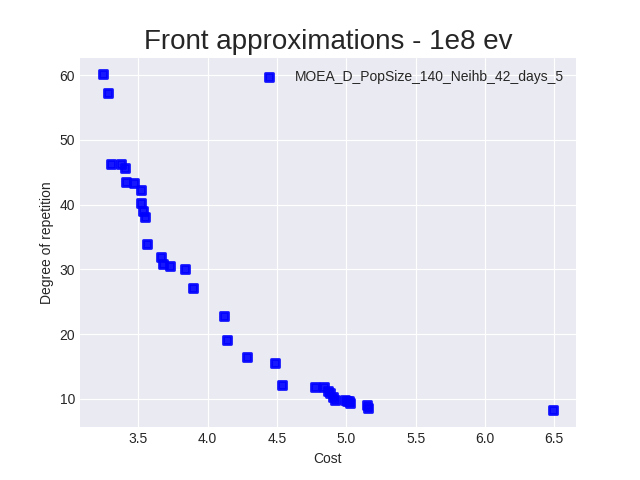 Front approximations - 1e8 ev
MOEA_D_PopSize_140_Neihb_42_days_5
60
50
40
30
20
10
Degree of repetition
3.5 4.0 4.5 5.0 5.5 6.0 6.5
Cost